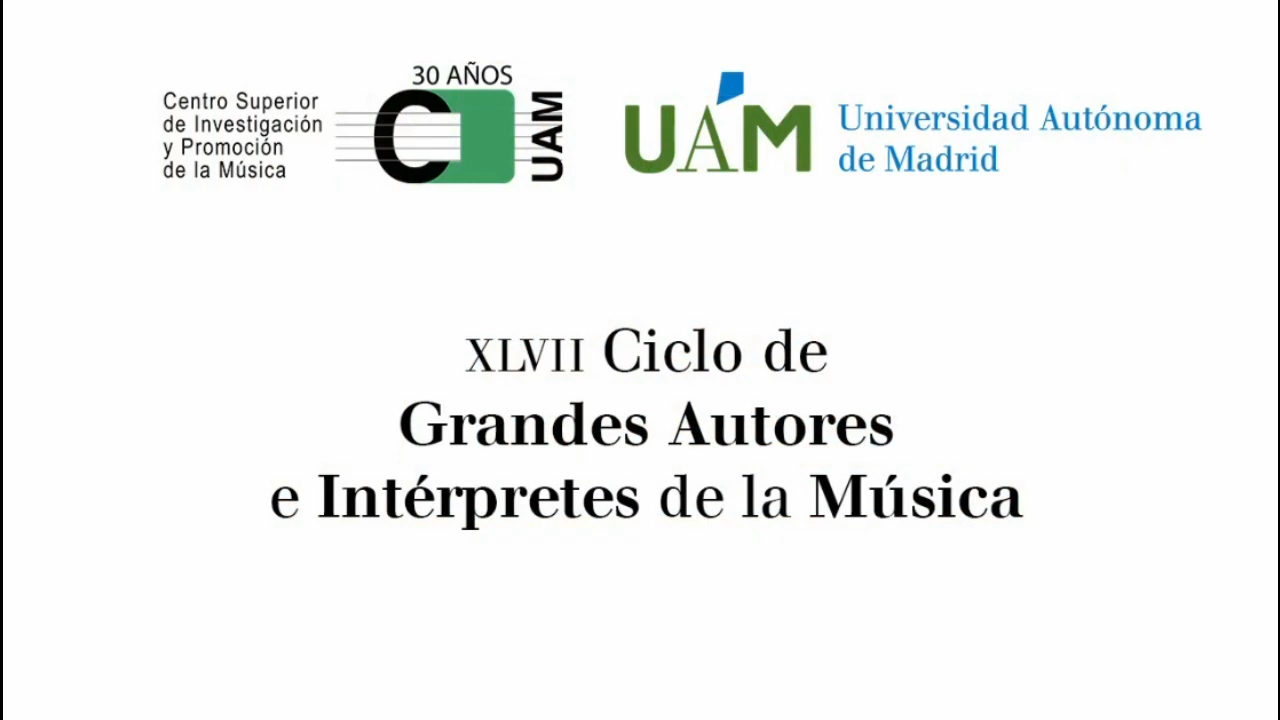 30 AÑOS
Centro Superior
de Investigación
y Promoción
de la Música
C
UAM
UAM
Universidad Autónoma
de Madrid
XLVII Ciclo de
Grandes Autores
e Intérpretes de la Música